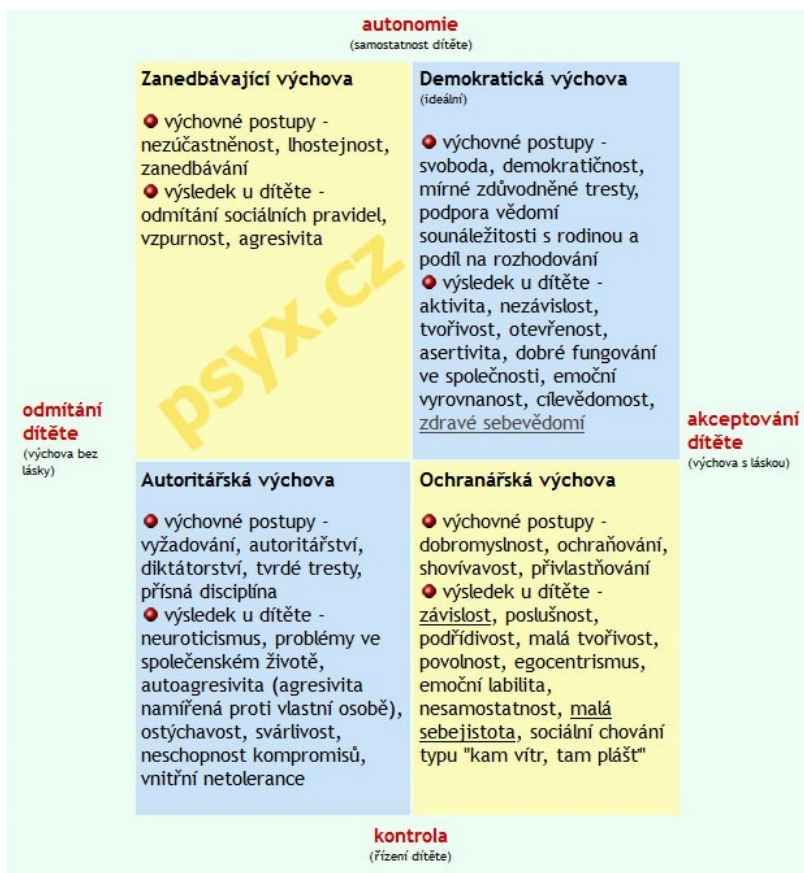 autonomie
(samostatnost dítěte)
Zanedbávající výchova
výchovné postupy -
nezúčastněnost, lhostejnost,
zanedbávání
výsledek u dítěte -
odmítání sociálních pravidel,
vzpurnost, agresivita
psyx.cz
Demokratická výchova
(ideální)
výchovné postupy -
svoboda, demokratičnost,
mírné zdůvodněné tresty,
podpora vědomí
sounáležitosti s rodinou a
podíl na rozhodování
výsledek u dítěte -
aktivita, nezávislost,
tvořivost, otevřenost,
asertivita, dobré fungování
ve společnosti, emoční
vyrovnanost, cílevědomost,
zdravé sebevědomí
odmítání
dítěte
(výchova bez
lásky)
akceptování
dítěte
(výchova s láskou)
Autoritářská výchova
výchovné postupy -
vyžadování, autoritářství,
diktátorství, tvrdé tresty,
přísná disciplína
výsledek u dítěte -
neuroticismus, problémy ve
společenském životě,
autoagresivita (agresivita
namířená proti vlastní osobě),
ostýchavost, svárlivost,
neschopnost kompromisů,
vnitřní netolerance
Ochranářská výchova
výchovné postupy -
dobromyslnost, ochraňování,
shovívavost, přivlastňování
výsledek u dítěte -
závislost, poslušnost,
podřídivost, malá tvořivost,
povolnost, egocentrismus,
emoční labilita,
nesamostatnost, malá
sebejistota, sociální chování
typu "kam vítr, tam plášt"
kontrola
(řízení dítěte)